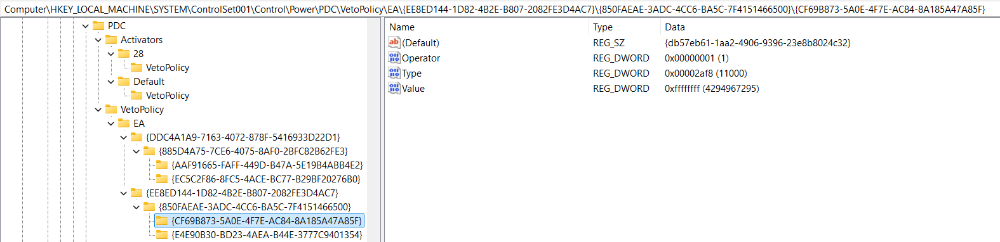 Computer\HKEY_LOCAL_MACHINE\SYSTEM\ControlSet001\Control\Power\PDC\VetoPolicy\EA\{EE8ED144-1D82-4B2E-B807-2082FE3D4AC7}\{850FAEAE-3ADC-4CC6-BA5C-7F4151466500}\{CF69B873-5A0E-4F7E-AC84-8A185A47A85F}
PDC
Activators
28
VetoPolicy
Default
VetoPolicy
VetoPolicy
EA
{DDC4A1A9-7163-4072-878F-5416933D22D1}
{885D4A75-7CE6-4075-8AF0-2BFC82B62FE3}
{AAF91665-FAFF-449D-B47A-5E19B4ABB4E2}
{EC5C2F86-8FC5-4ACE-BC77-B29BF20276B0}
{EE8ED144-1D82-4B2E-B807-2082FE3D4AC7}
{850FAEAE-3ADC-4CC6-BA5C-7F4151466500}
{CF69B873-5A0E-4F7E-AC84-8A185A47A85F}
{E4E90B30-BD23-4AEA-B44E-3777C9401354}
Name Type Data
(Default) REG_SZ {db57eb61-1aa2-4906-9396-23e8b8024c32}
Operator REG_DWORD 0x00000001 (1)
Type REG_DWORD 0x00002af8 (11000)
Value REG_DWORD 0xffffffff (4294967295)